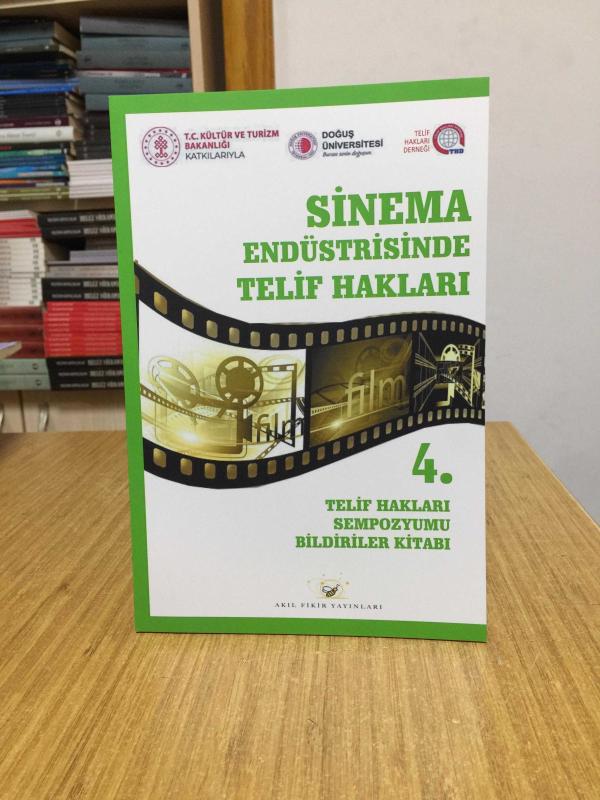 T.C. KÜLTÜR VE TURİZM
BAKANLIĞI
KATKILARIYLA
DOĞUŞ
ÜNİVERSİTESİ
TELİF
HAKLARI
DERNEĞİ
THD
SİNEMA
ENDÜSTRİSİNDE
TELİF HAKLARI
film
film
4.
TELİF HAKLARI
SEMPOZYUMU
BİLDİRİLER KİTABI
AKIL FİKİR YAYINLARI